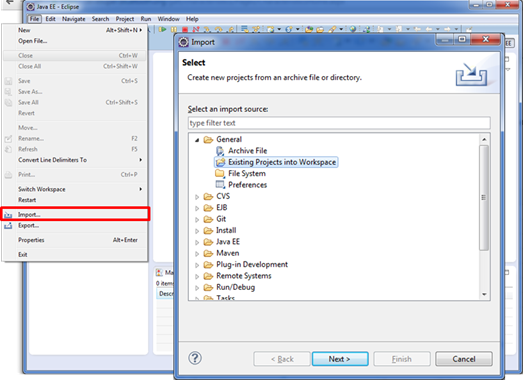 Java EE - Eclipse
File Edit Navigate Search Project Run Window Help
New Alt+Shift+N
Open File...
Close Ctrl+W
Close All Ctrl+Shift+W
Save Ctrl+S
Save As...
Save All Ctrl+Shift+S
Revert
Move...
Rename... F2
Refresh F5
Convert Line Delimiters To
Print... Ctrl+P
Switch Workspace
Restart
Import...
Export...
Properties Alt+Enter
Exit
EE
Ma
0 item
Descr
Import
Select
Create new projects from an archive file or directory.
Select an import source:
type filter text
General
Archive File
Existing Projects into Workspace
File System
Preferences
CVS
EJB
Git
Install
Java EE
Maven
Plug-in Development
Remote Systems
Run/Debug
Tasks
?
< Back Next > Finish Cancel